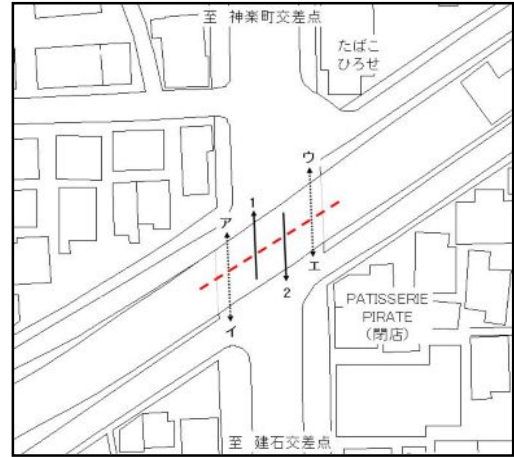 至 神楽町交差点
たばこ
ひろせ
ウ
1
ア
エ
2
イ
PATISSERIE
PIRATE
(閉店)
至 建石交差点